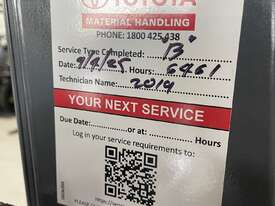 TOYOTA
MATERIAL HANDLING
PHONE: 1800 425 438
Service Type Completed: "B"
Date: 9/4/25 Hours: 6461
Technician Name: 2014
YOUR NEXT SERVICE
Due Date: or at: Hours
Log in your service requirements to: